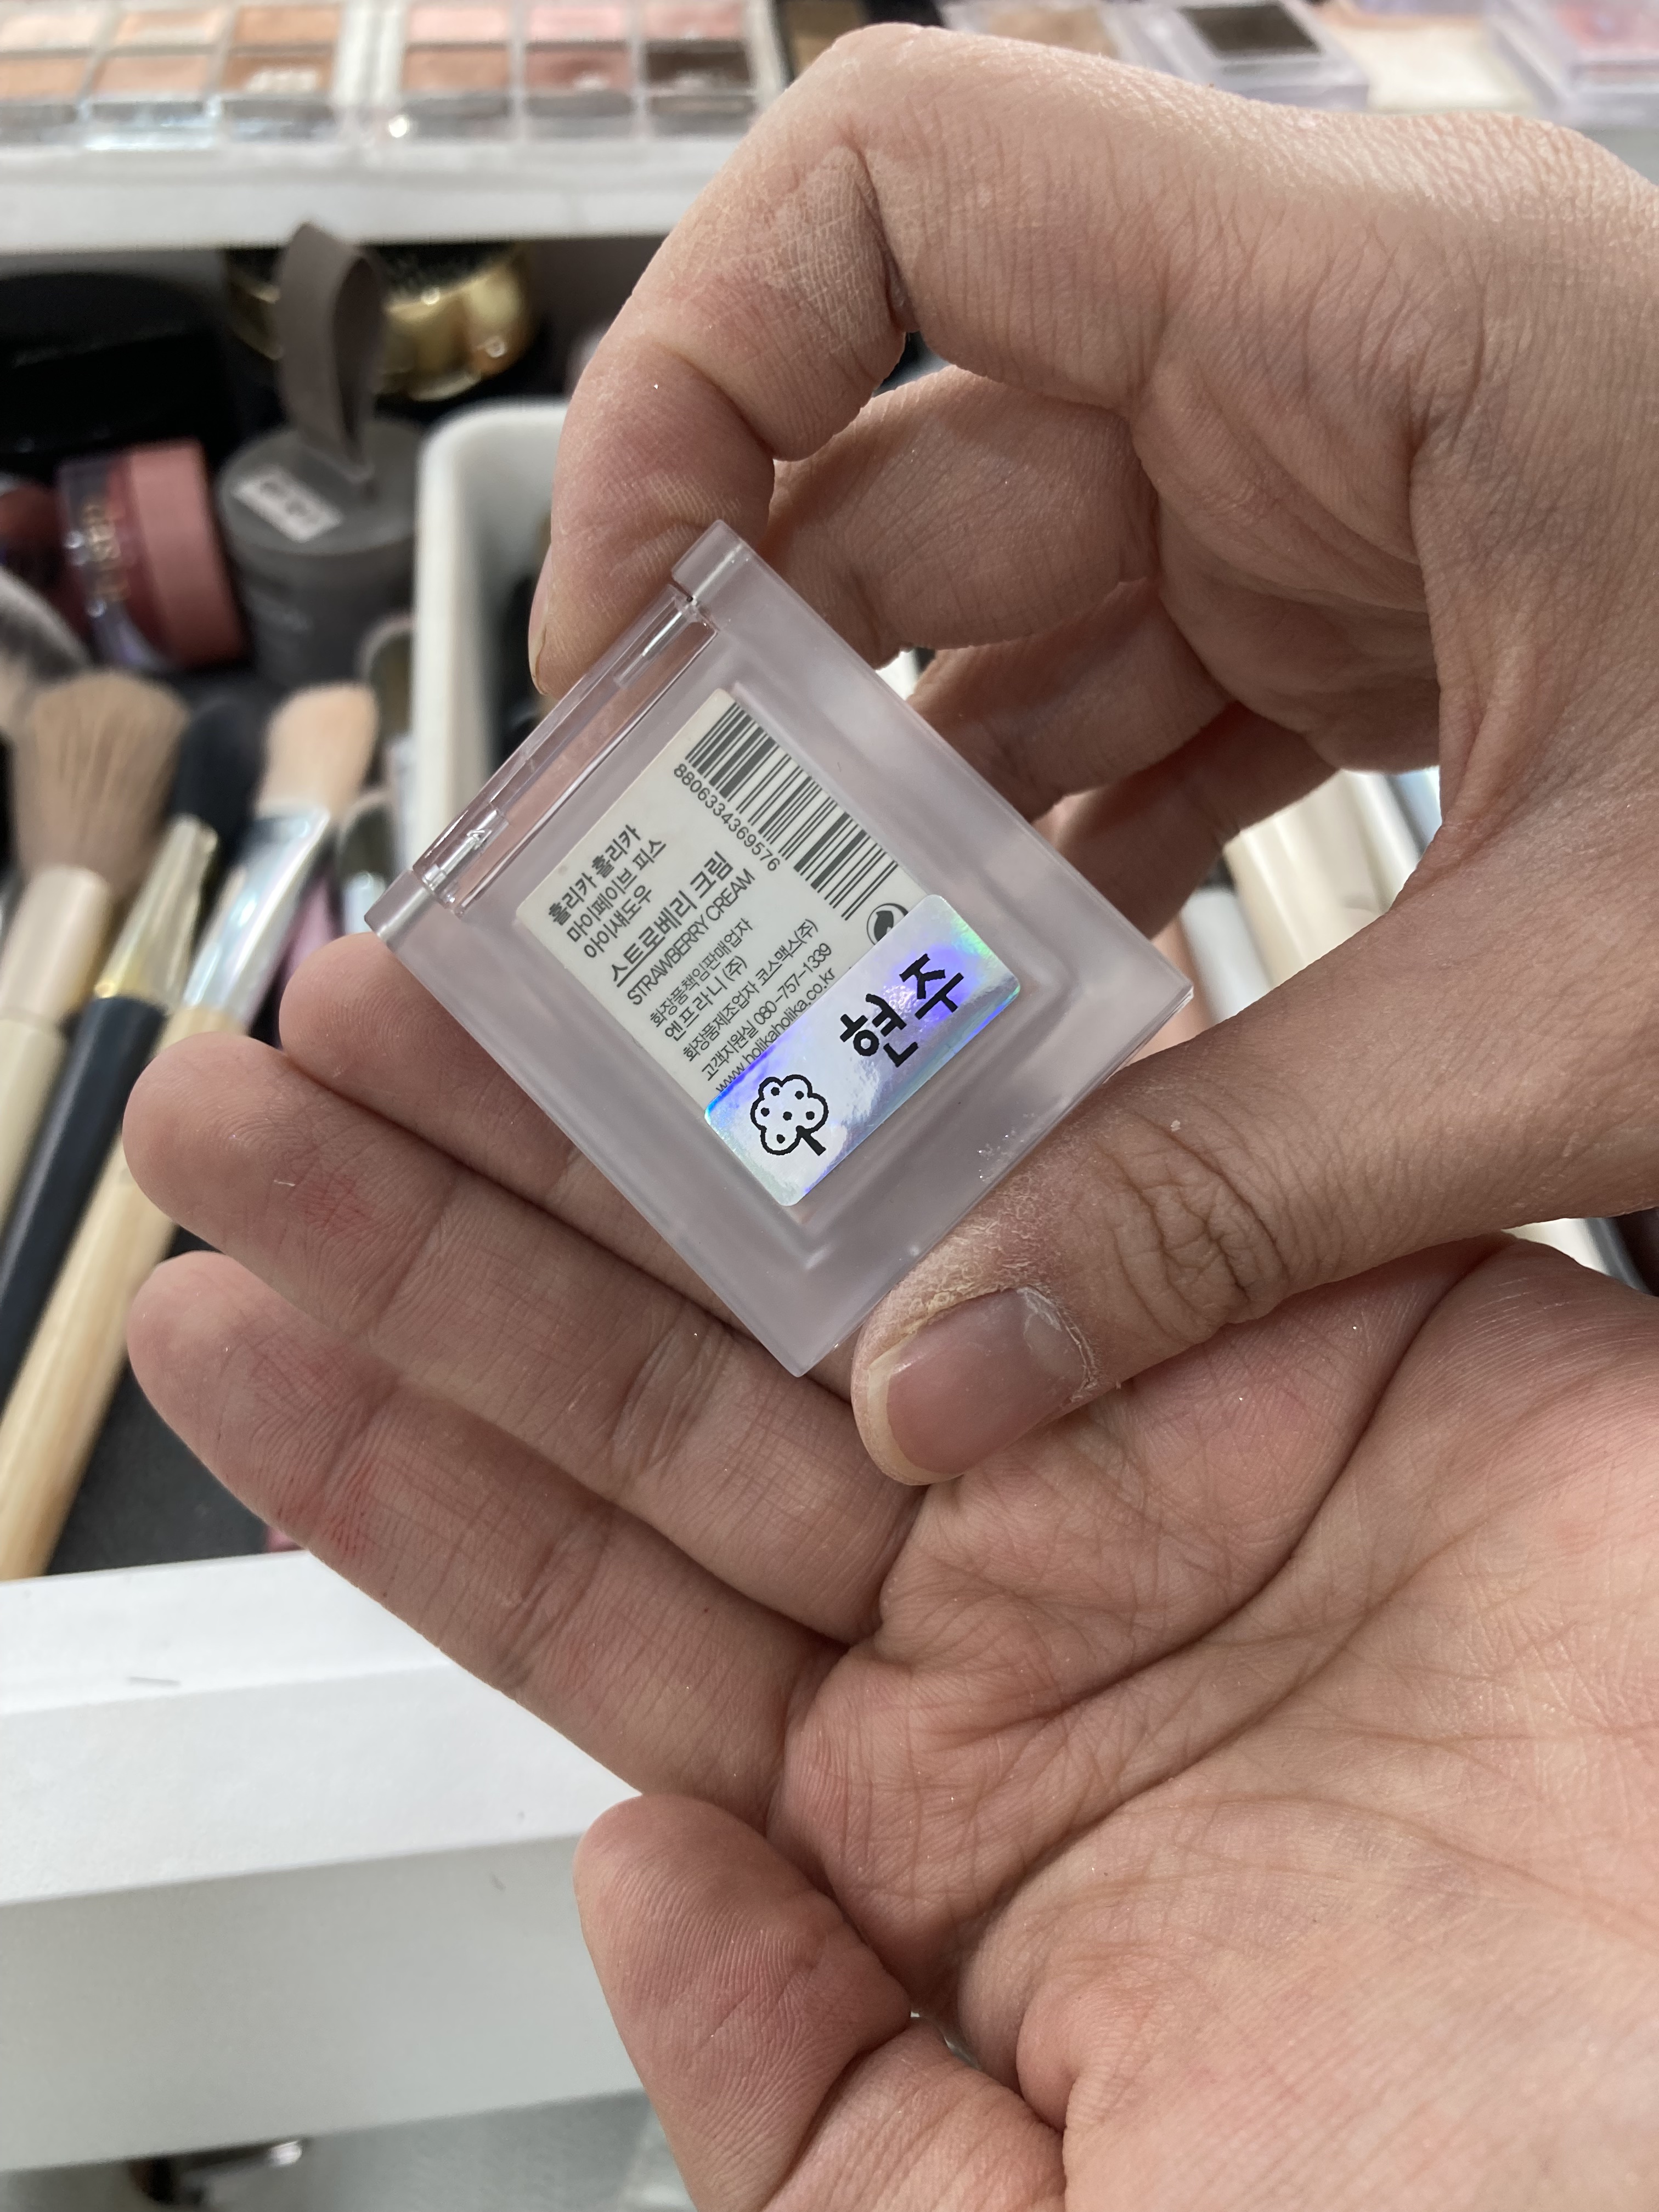 8806334369576
홀리카 홀리카
마이페이브 피스
아이섀도우
스트로베리 크림
STRAWBERRY CREAM
화장품책임판매업자
엔프라니(주)
화장품제조업자 코스맥스(주)
고객지원실 080-757-1339
www.holikaholika.co.kr
현주